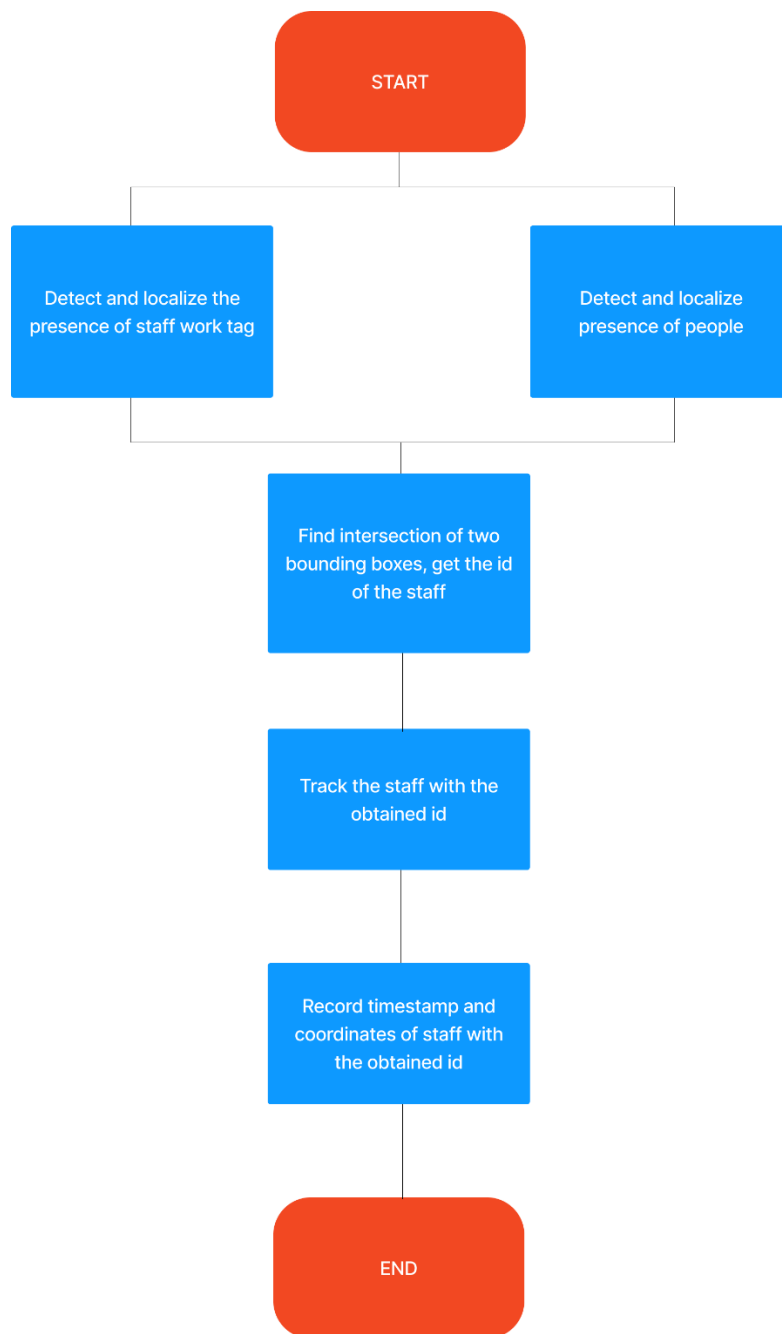 START
Detect and localize the
presence of staff work tag
Detect and localize
presence of people
Find intersection of two
bounding boxes, get the id
of the staff
Track the staff with the
obtained id
Record timestamp and
coordinates of staff with
the obtained id
END